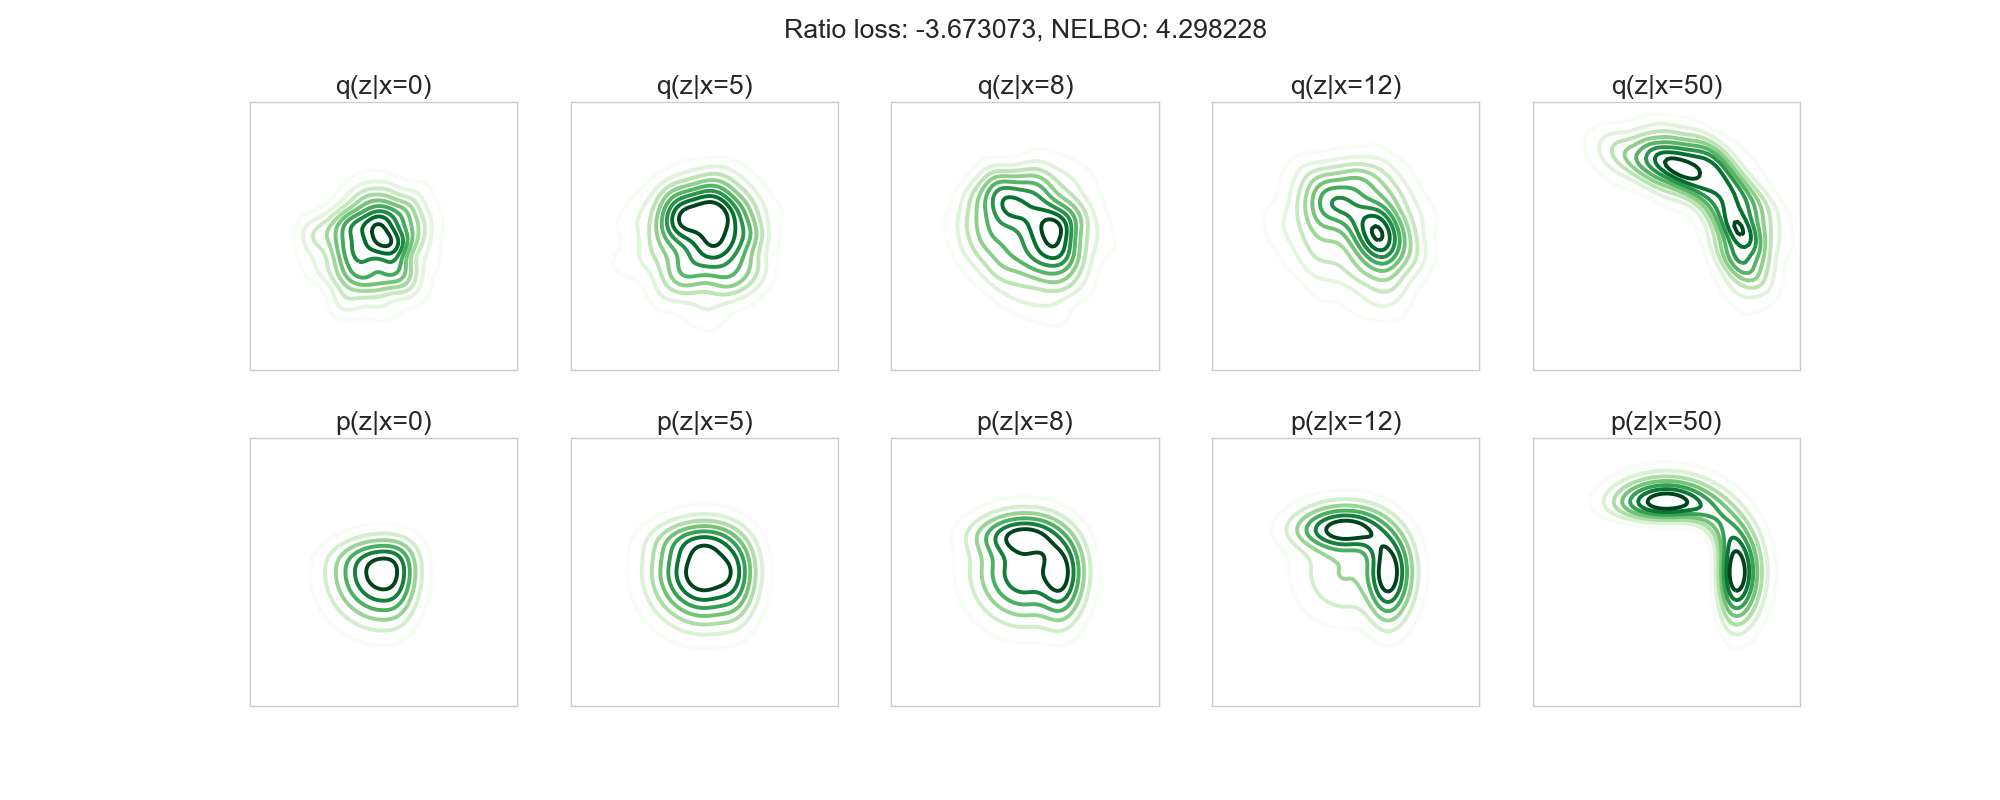 Ratio loss: -3.673073, NELBO: 4.298228
q(z|x=0) q(z|x=5) q(z|x=8) q(z|x=12) q(z|x=50)
p(z|x=0) p(z|x=5) p(z|x=8) p(z|x=12) p(z|x=50)